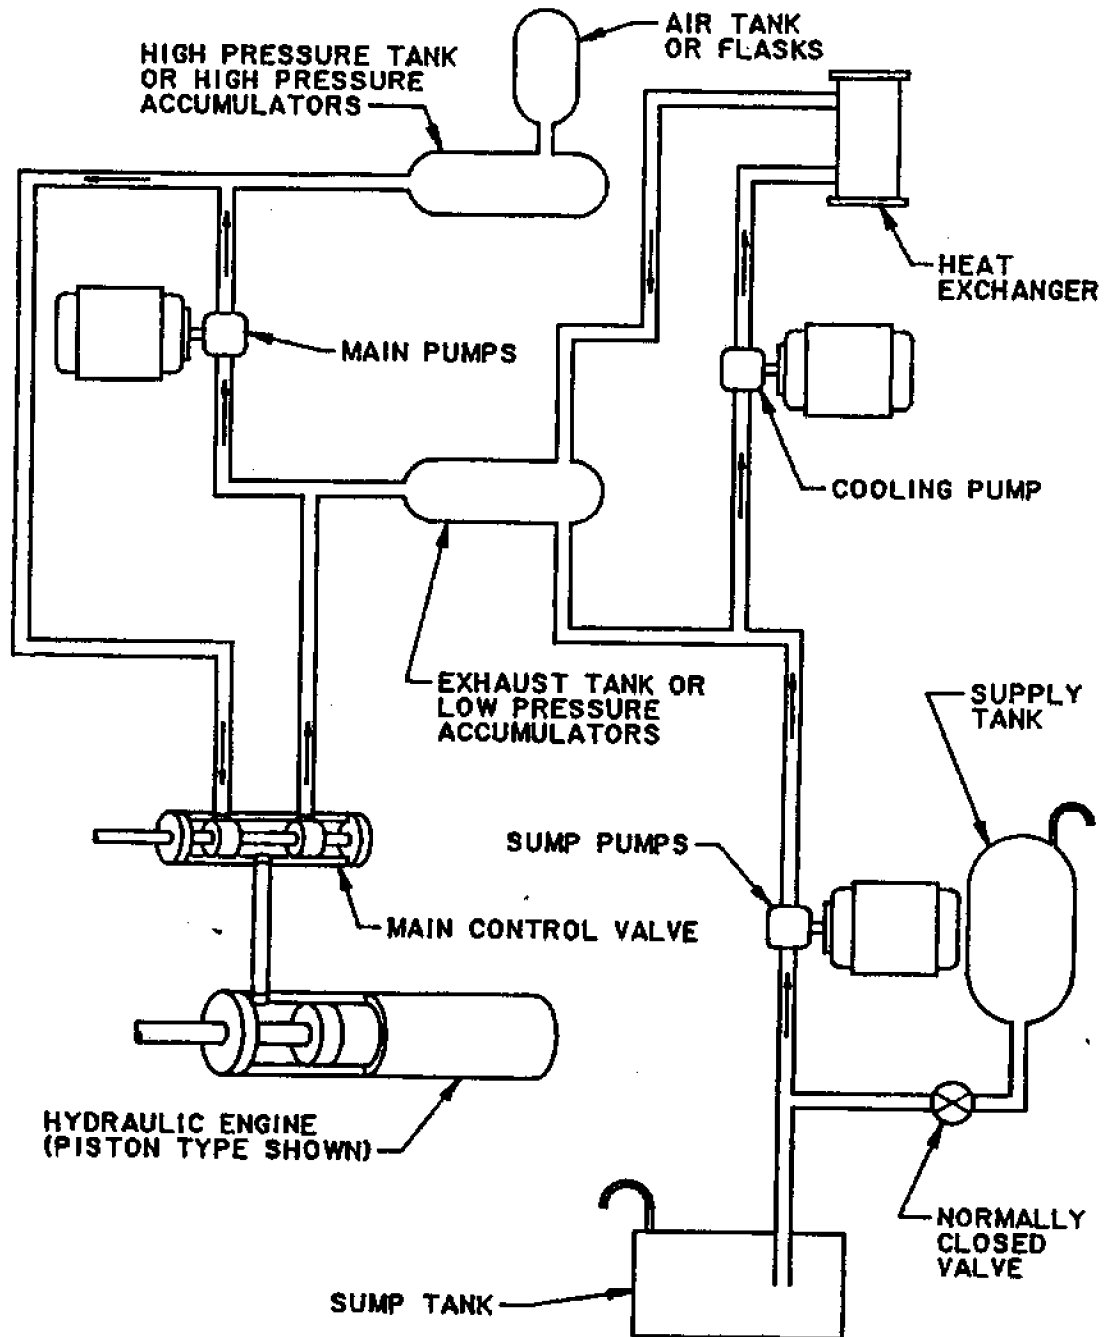 AIR TANK
OR FLASKS
HIGH PRESSURE TANK
OR HIGH PRESSURE
ACCUMULATORS
HEAT
EXCHANGER
MAIN PUMPS
COOLING PUMP
EXHAUST TANK OR
LOW PRESSURE
ACCUMULATORS
SUPPLY
TANK
SUMP PUMPS
MAIN CONTROL VALVE
HYDRAULIC ENGINE
(PISTON TYPE SHOWN)
NORMALLY
CLOSED
VALVE
SUMP TANK